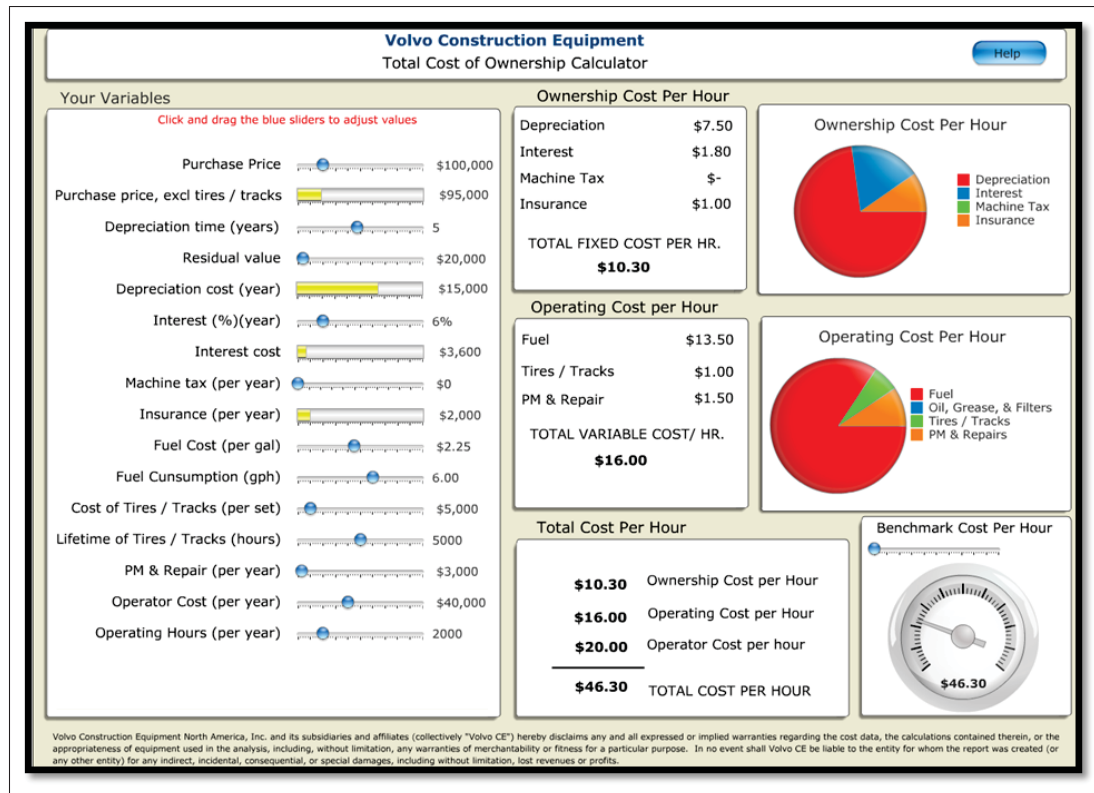 Volvo Construction Equipment
Total Cost of Ownership Calculator
Help
Your Variables
Click and drag the blue sliders to adjust values
Purchase Price $100,000
Purchase price, excl tires / tracks $95,000
Depreciation time (years) 5
Residual value $20,000
Depreciation cost (year) $15,000
Interest (%)(year) 6%
Interest cost $3,600
Machine tax (per year) $0
Insurance (per year) $2,000
Fuel Cost (per gal) $2.25
Fuel Cunsumption (gph) 6.00
Cost of Tires / Tracks (per set) $5,000
Lifetime of Tires / Tracks (hours) 5000
PM & Repair (per year) $3,000
Operator Cost (per year) $40,000
Operating Hours (per year) 2000
Ownership Cost Per Hour
Depreciation $7.50
Interest $1.80
Machine Tax $-
Insurance $1.00
TOTAL FIXED COST PER HR.
$10.30
Ownership Cost Per Hour
Depreciation
Interest
Machine Tax
Insurance
Operating Cost per Hour
Fuel $13.50
Tires / Tracks $1.00
PM & Repair $1.50
TOTAL VARIABLE COST/ HR.
$16.00
Operating Cost Per Hour
Fuel
Oil, Grease, & Filters
Tires / Tracks
PM & Repairs
Total Cost Per Hour
$10.30 Ownership Cost per Hour
$16.00 Operating Cost per Hour
$20.00 Operator Cost per hour
$46.30 TOTAL COST PER HOUR
Benchmark Cost Per Hour
$46.30
Volvo Construction Equipment North America, Inc. and its subsidiaries and affiliates (collectively "Volvo CE") hereby disclaims any and all expressed or implied warranties regarding the cost data, the calculations contained therein, or the
appropriateness of equipment used in the analysis, including, without limitation, any warranties of merchantability or fitness for a particular purpose. In no event shall Volvo CE be liable to the entity for whom the report was created (or
any other entity) for any indirect, incidental, consequential, or special damages, including without limitation, lost revenues or profits.